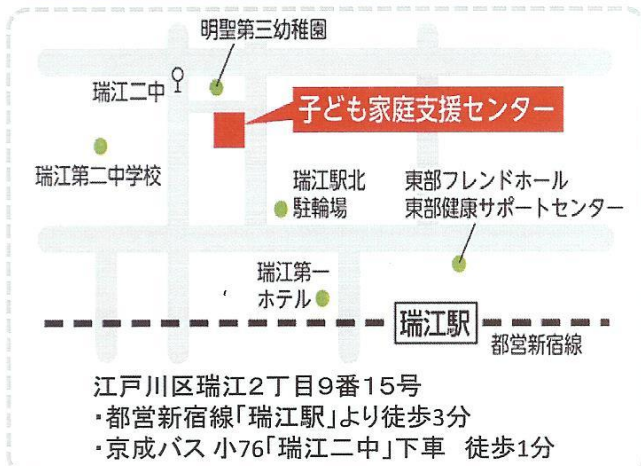 明聖第三幼稚園
瑞江二中
子ども家庭支援センター
瑞江第二中学校
瑞江駅北
駐輪場
東部フレンドホール
東部健康サポートセンター
瑞江第一
ホテル
瑞江駅
都営新宿線
江戸川区瑞江2丁目9番15号
・都営新宿線｢瑞江駅｣より徒歩3分
・京成バス 小76｢瑞江二中｣下車　徒歩1分